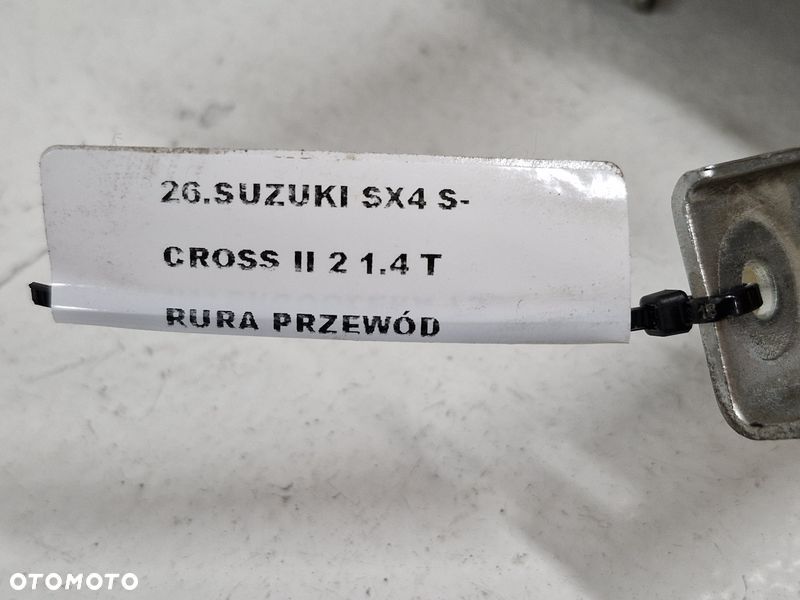 26.SUZUKI SX4 S-
CROSS II 2 1.4 T
RURA PRZEWÓD
OTOMOTO